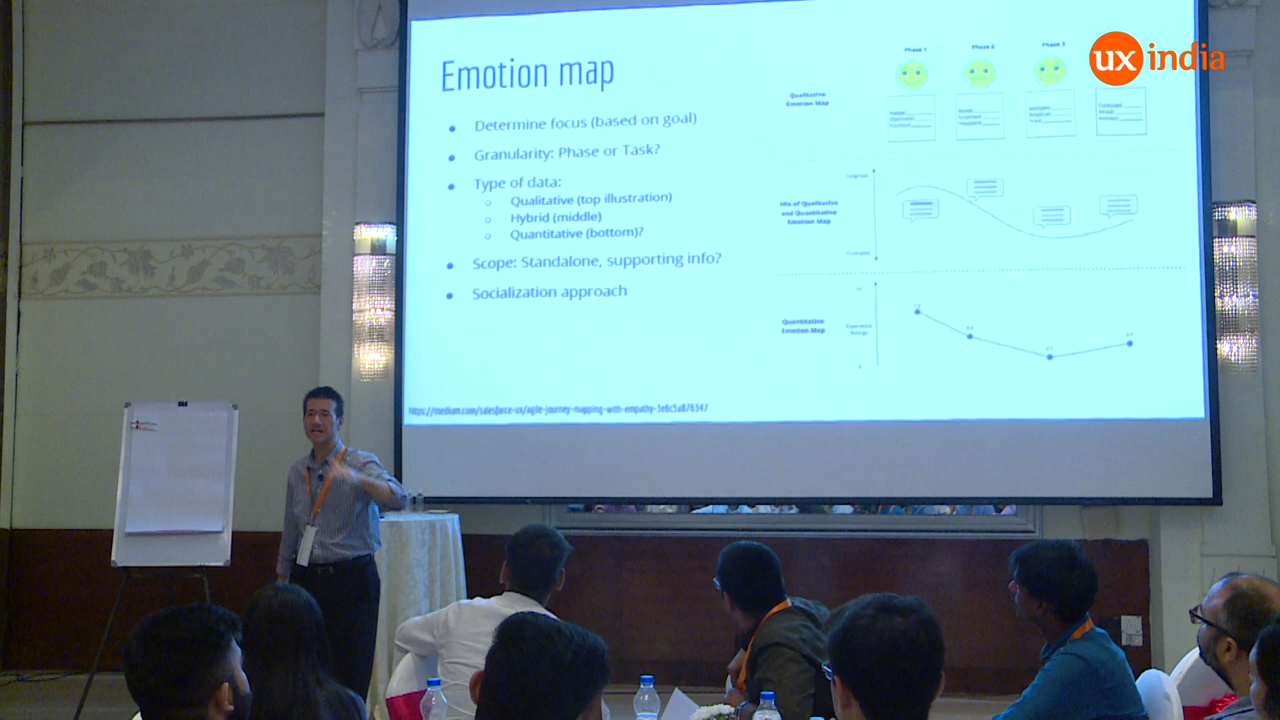 ux india
Emotion map
Determine focus (based on goal)
Granularity: Phase or Task?
Type of data:
Qualitative (top illustration)
Hybrid (middle)
Quantitative (bottom)?
Scope: Standalone, supporting info?
Socialization approach
Phase 1
Phase 2
Phase 3
Qualitative
Emotion Map
Mix of Qualitative
and Quantitative
Emotion Map
Quantitative
Emotion Map